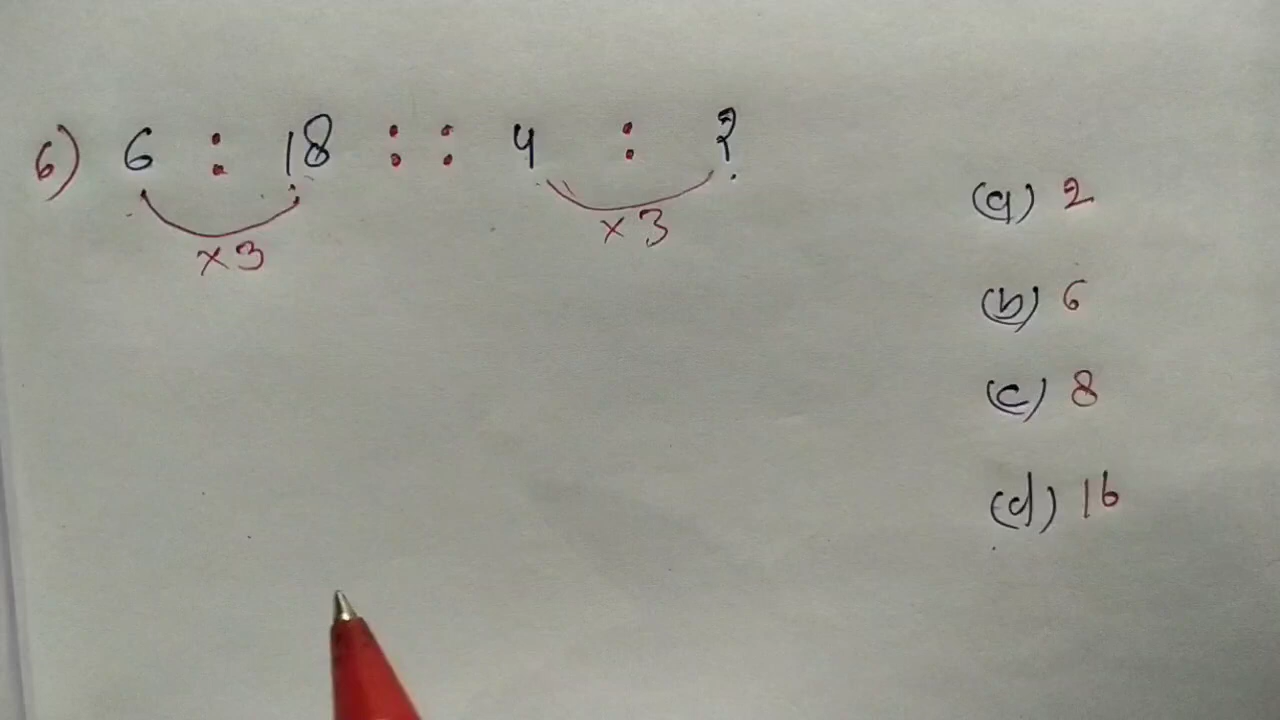 6) 6 : 18 : : 4 : ?
×3 ×3
(a) 2
(b) 6
(c) 8
(d) 16